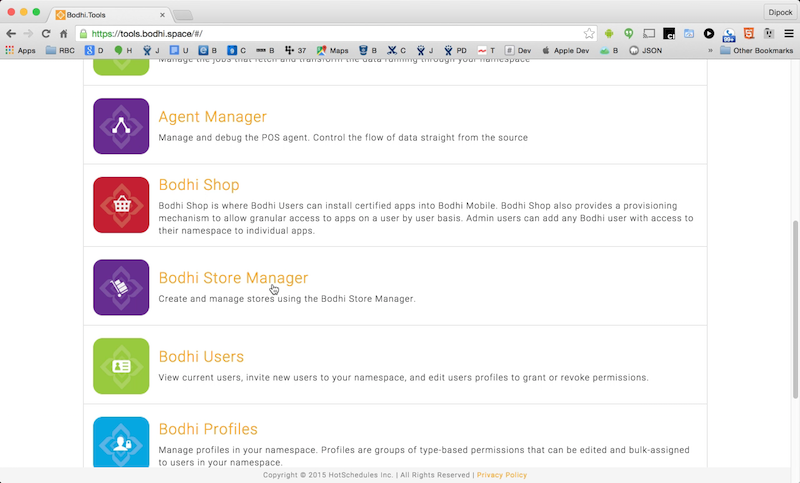 Bodhi.Tools
Dipock
https://tools.bodhi.space/#/
Apps RBC D H J U B C B 37 Maps B C J PD T Dev Apple Dev B JSON » Other Bookmarks
Manage the jobs that fetch and transform the data running through your namespace
Agent Manager
Manage and debug the POS agent. Control the flow of data straight from the source
Bodhi Shop
Bodhi Shop is where Bodhi Users can install certified apps into Bodhi Mobile. Bodhi Shop also provides a provisioning
mechanism to allow granular access to apps on a user by user basis. Admin users can add any Bodhi user with access to
their namespace to individual apps.
Bodhi Store Manager
Create and manage stores using the Bodhi Store Manager.
Bodhi Users
View current users, invite new users to your namespace, and edit users profiles to grant or revoke permissions.
Bodhi Profiles
Manage profiles in your namespace. Profiles are groups of type-based permissions that can be edited and bulk-assigned
to users in your namespace.
Copyright © 2015 HotSchedules Inc. | All Rights Reserved | Privacy Policy